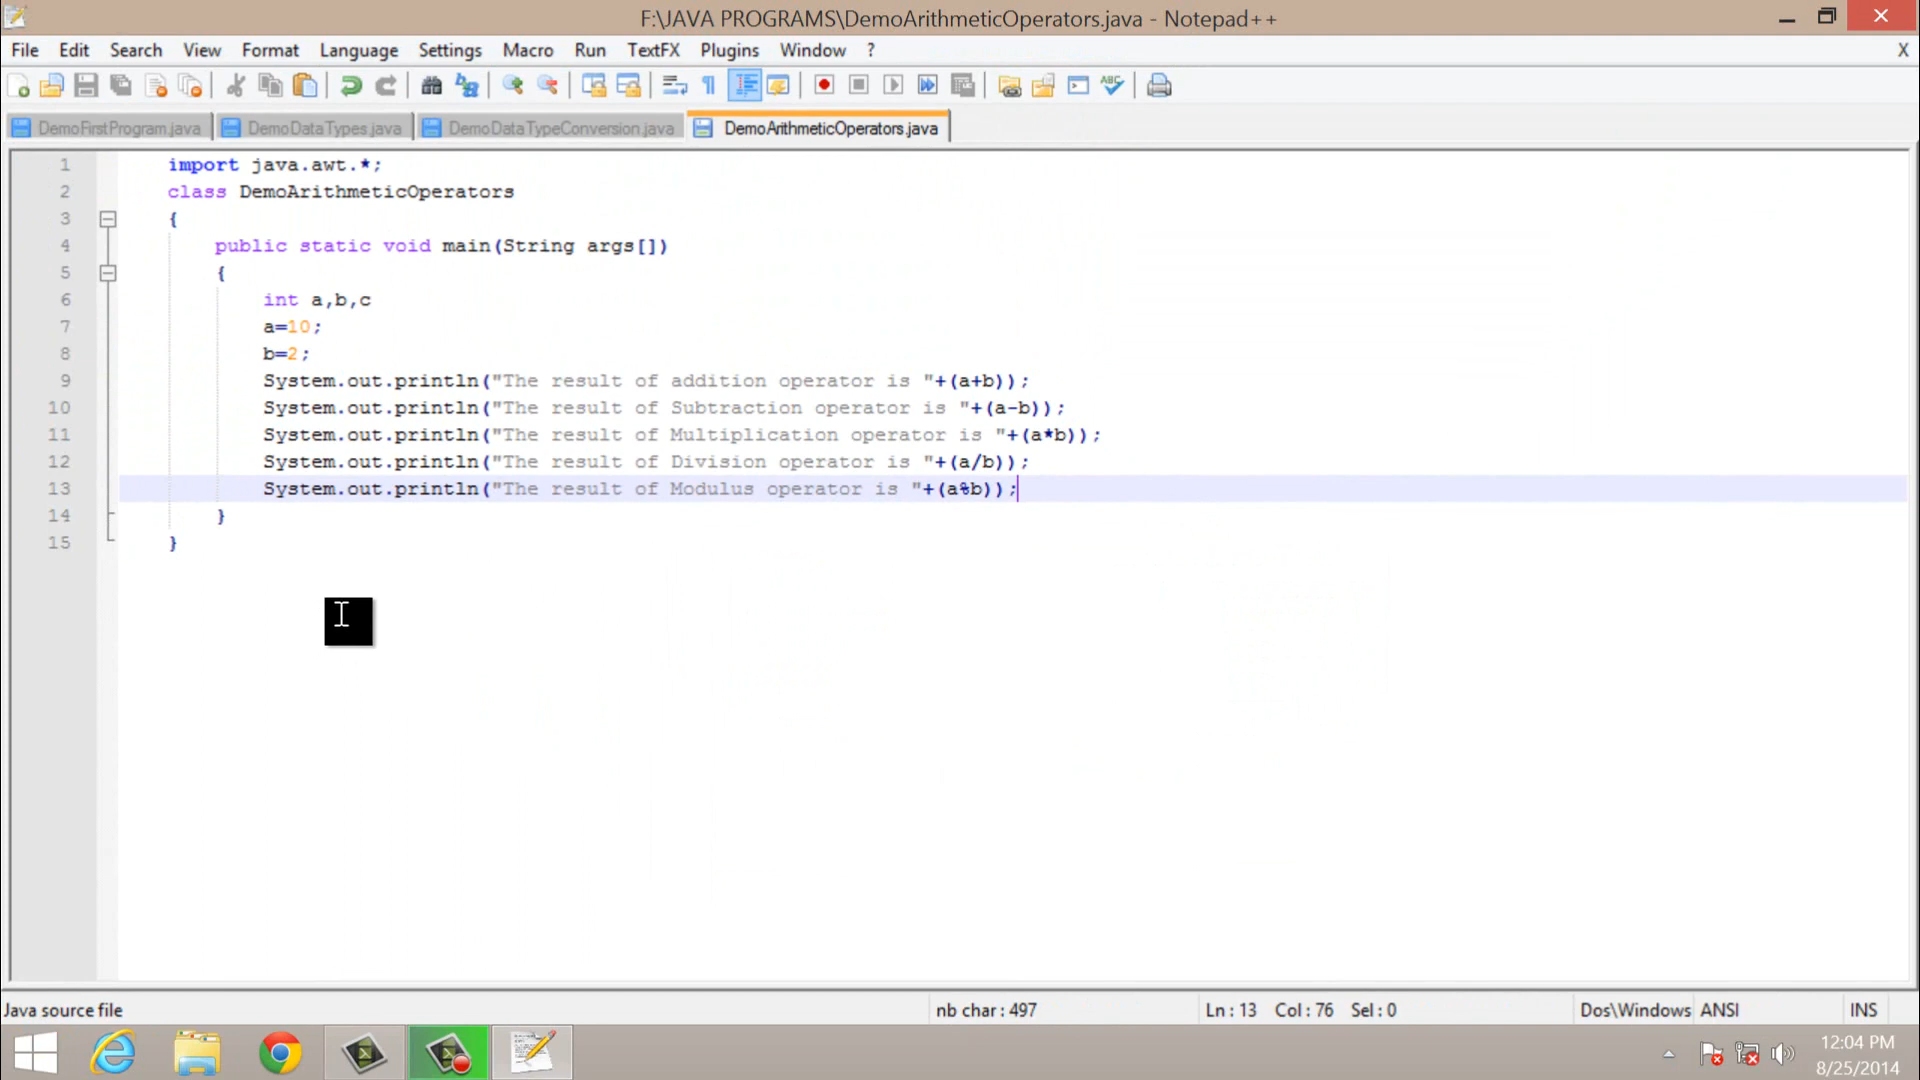 F:\JAVA PROGRAMS\DemoArithmeticOperators.java - Notepad++
File Edit Search View Format Language Settings Macro Run TextFX Plugins Window ? X
ABC
DemoFirstProgram.java DemoDataTypes.java DemoDataTypeConversion.java DemoArithmeticOperators.java
1 import java.awt.*;
2 class DemoArithmeticOperators
3 {
4 public static void main(String args[])
5 {
6 int a,b,c
7 a=10;
8 b=2;
9 System.out.println("The result of addition operator is "+(a+b));
10 System.out.println("The result of Subtraction operator is "+(a-b));
11 System.out.println("The result of Multiplication operator is "+(a*b));
12 System.out.println("The result of Division operator is "+(a/b));
13 System.out.println("The result of Modulus operator is "+(a%b));
14 }
15 }
Java source file nb char : 497 Ln : 13 Col : 76 Sel : 0 Dos\Windows ANSI INS
12:04 PM
8/25/2014